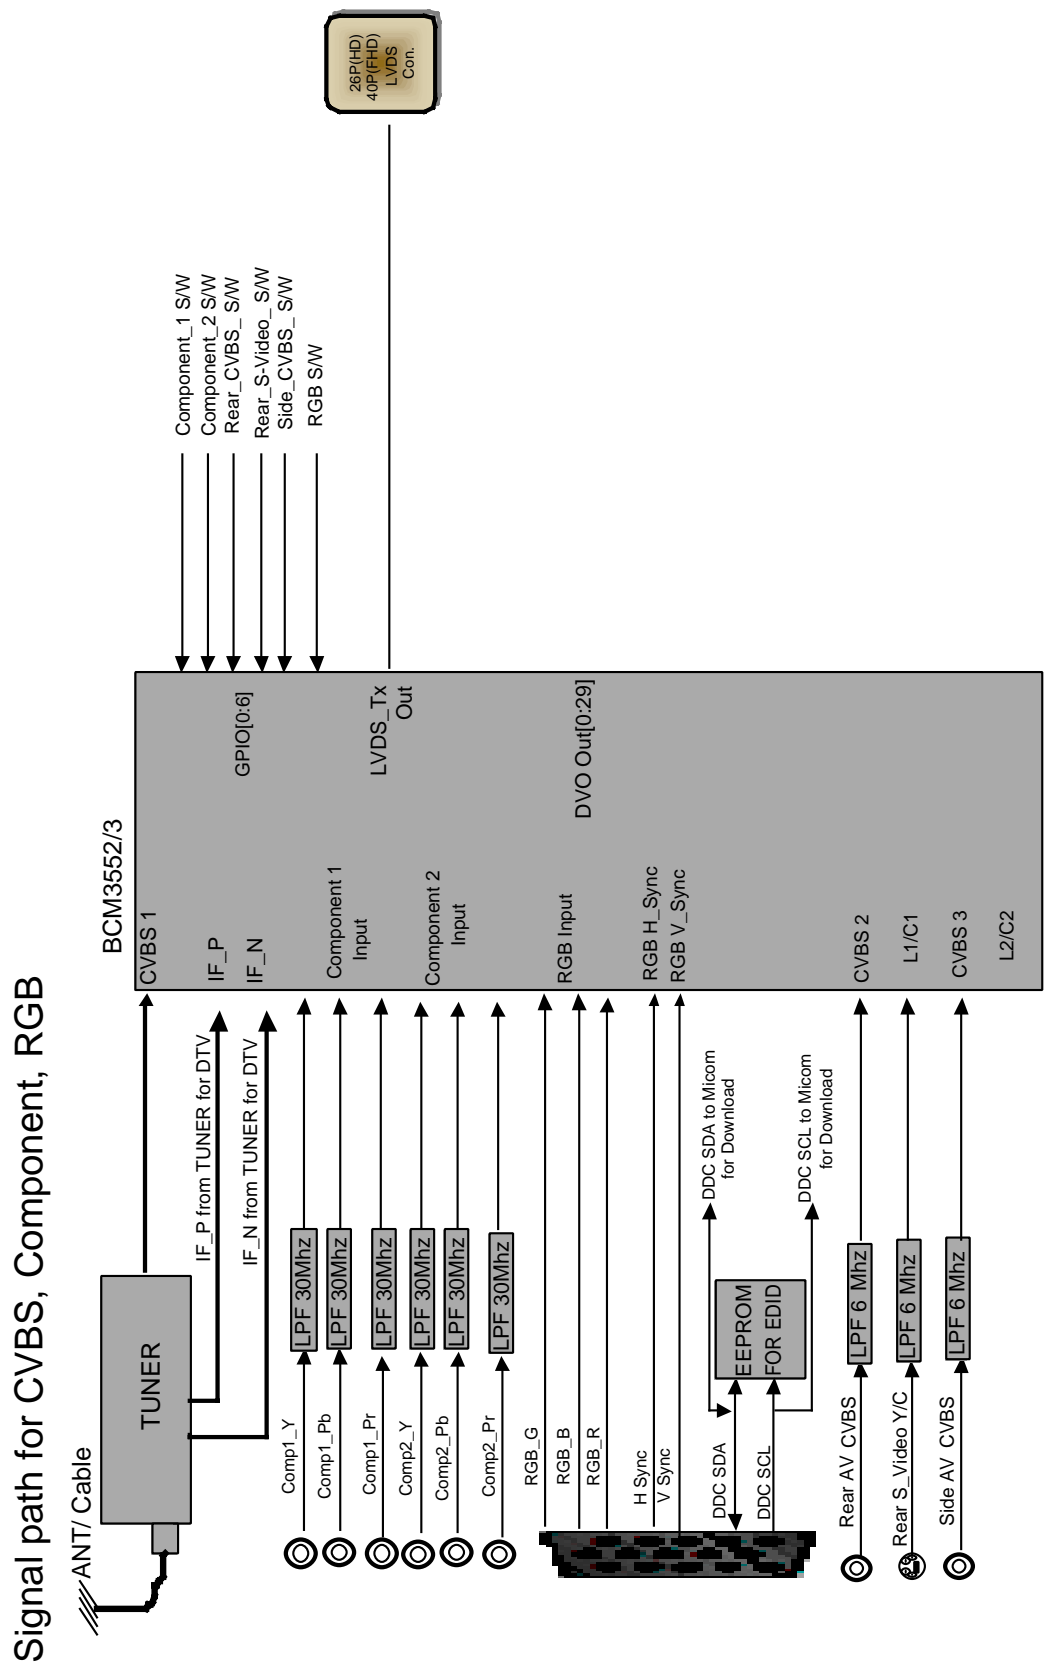 Signal path for CVBS, Component, RGB
ANT/ Cable
TUNER
BCM3552/3
CVBS 1
IF_P from TUNER for DTV
IF_P
IF_N from TUNER for DTV
IF_N
Comp1_Y
LPF 30Mhz
Comp1_Pb
LPF 30Mhz
Comp1_Pr
LPF 30Mhz
Component 1
Input
Comp2_Y
LPF 30Mhz
Comp2_Pb
LPF 30Mhz
Comp2_Pr
LPF 30Mhz
Component 2
Input
RGB_G
RGB_B
RGB_R
RGB Input
H Sync
RGB H_Sync
V Sync
RGB V_Sync
DDC SDA
DDC SCL
EEPROM
FOR EDID
DDC SDA to Micom
for Download
DDC SCL to Micom
for Download
Rear AV CVBS
LPF 6 Mhz
CVBS 2
Rear S_Video Y/C
LPF 6 Mhz
L1/C1
Side AV CVBS
LPF 6 Mhz
CVBS 3
L2/C2
GPIO[0:6]
LVDS_Tx
Out
DVO Out[0:29]
Component_1 S/W
Component_2 S/W
Rear_CVBS_ S/W
Rear_S-Video_ S/W
Side_CVBS_ S/W
RGB S/W
26P(HD)
40P(FHD)
LVDS
Con.